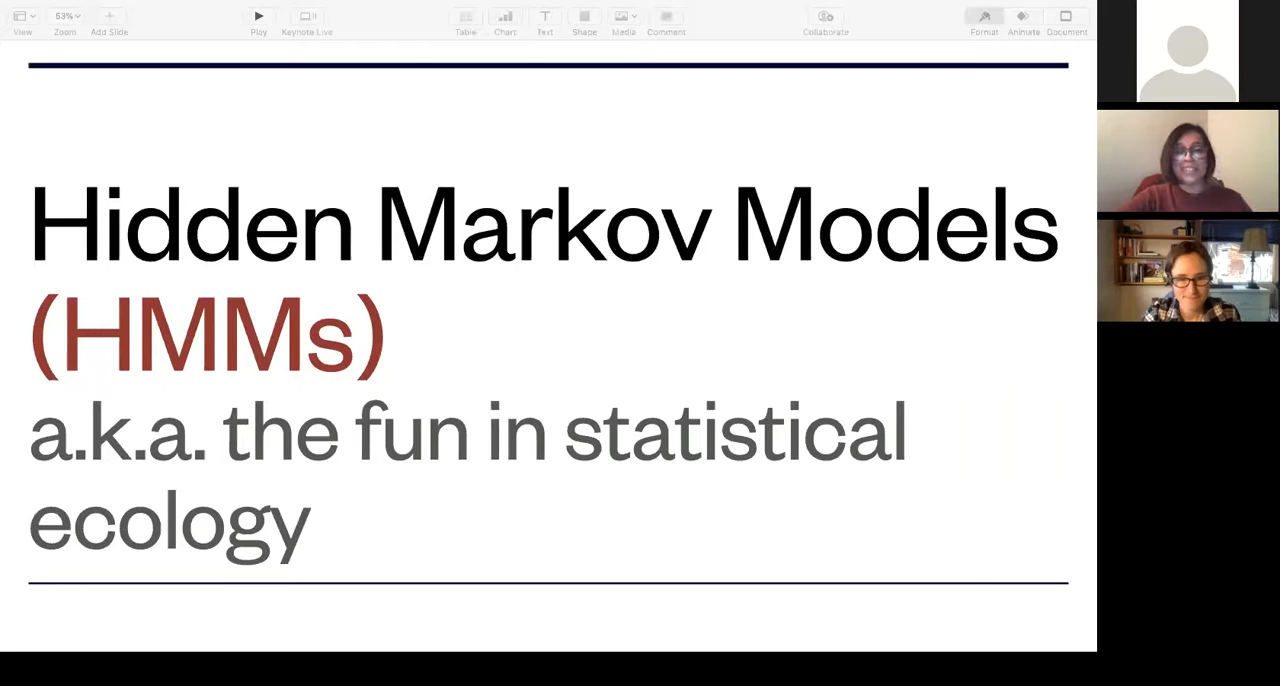 53%
View
Zoom
Add Slide
Play
Keynote Live
Table
Chart
Text
Shape
Media
Comment
Collaborate
Format
Animate
Document
Hidden Markov Models
(HMMs)
a.k.a. the fun in statistical
ecology